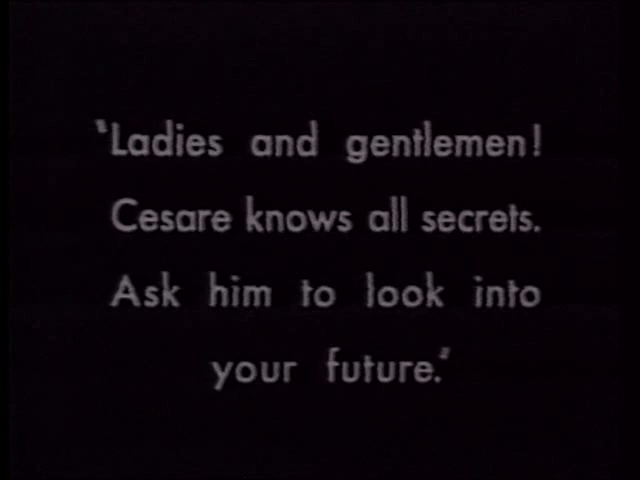 "Ladies and gentlemen!
Cesare knows all secrets.
Ask him to look into
your future."